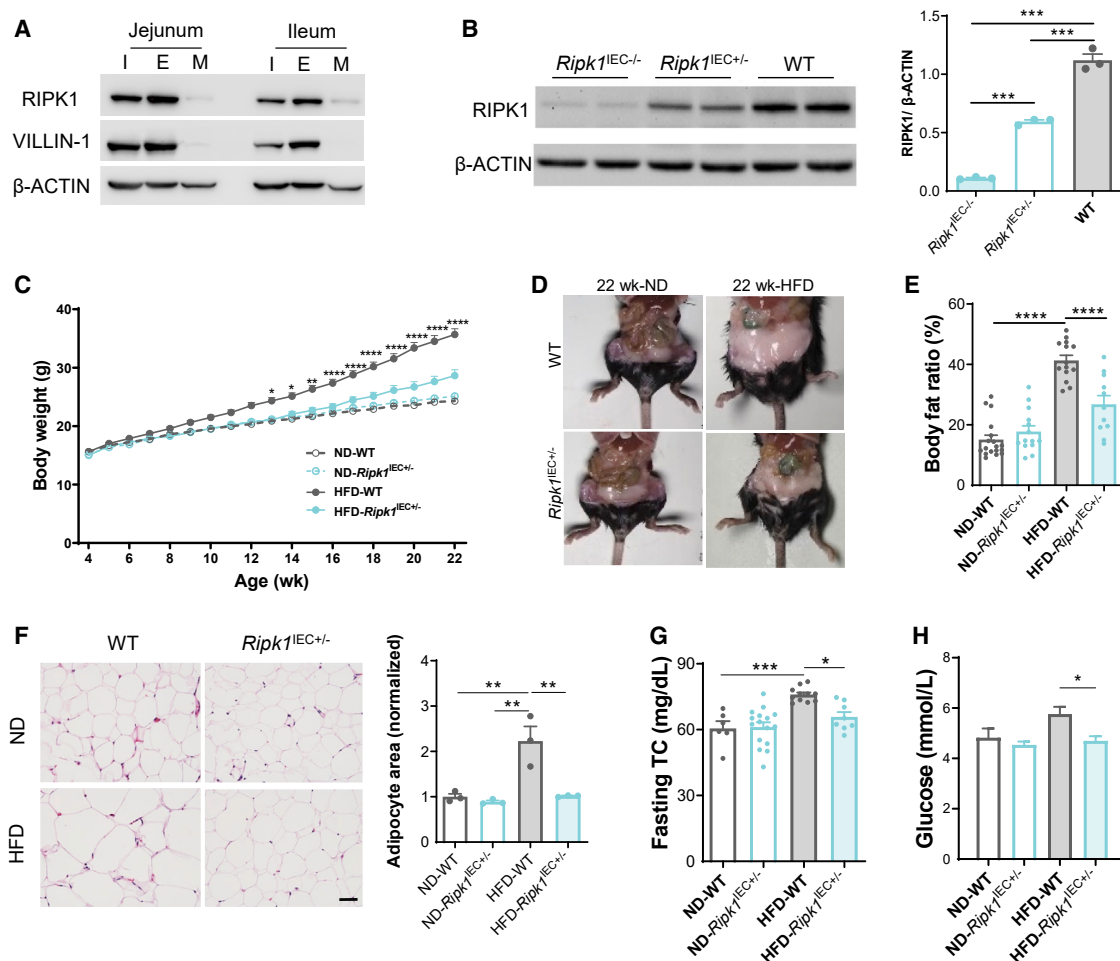 A
Jejunum Ileum
I E M I E M
RIPK1
VILLIN-1
β-ACTIN
B
Ripk1IEC-/- Ripk1IEC+/- WT
RIPK1
β-ACTIN
RIPK1/ β-ACTIN
1.5
1.0
0.5
0.0
***
***
***
Ripk1IEC-/-
Ripk1IEC+/-
WT
C
Body weight (g)
40
30
20
10
0
* * ** **** **** **** **** **** **** ****
ND-WT
ND-Ripk1IEC+/-
HFD-WT
HFD-Ripk1IEC+/-
4 6 8 10 12 14 16 18 20 22
Age (wk)
D
22 wk-ND 22 wk-HFD
WT
Ripk1IEC+/-
E
Body fat ratio (%)
60
40
20
0
**** ****
ND-WT
ND-Ripk1IEC+/-
HFD-WT
HFD-Ripk1IEC+/-
F
WT Ripk1IEC+/-
ND
HFD
Adipocyte area (normalized)
4
3
2
1
0
** **
**
ND-WT
ND-Ripk1IEC+/-
HFD-WT
HFD-Ripk1IEC+/-
G
Fasting TC (mg/dL)
90
60
30
0
*** *
ND-WT
ND-Ripk1IEC+/-
HFD-WT
HFD-Ripk1IEC+/-
H
Glucose (mmol/L)
8
6
4
2
0
*
ND-WT
ND-Ripk1IEC+/-
HFD-WT
HFD-Ripk1IEC+/-